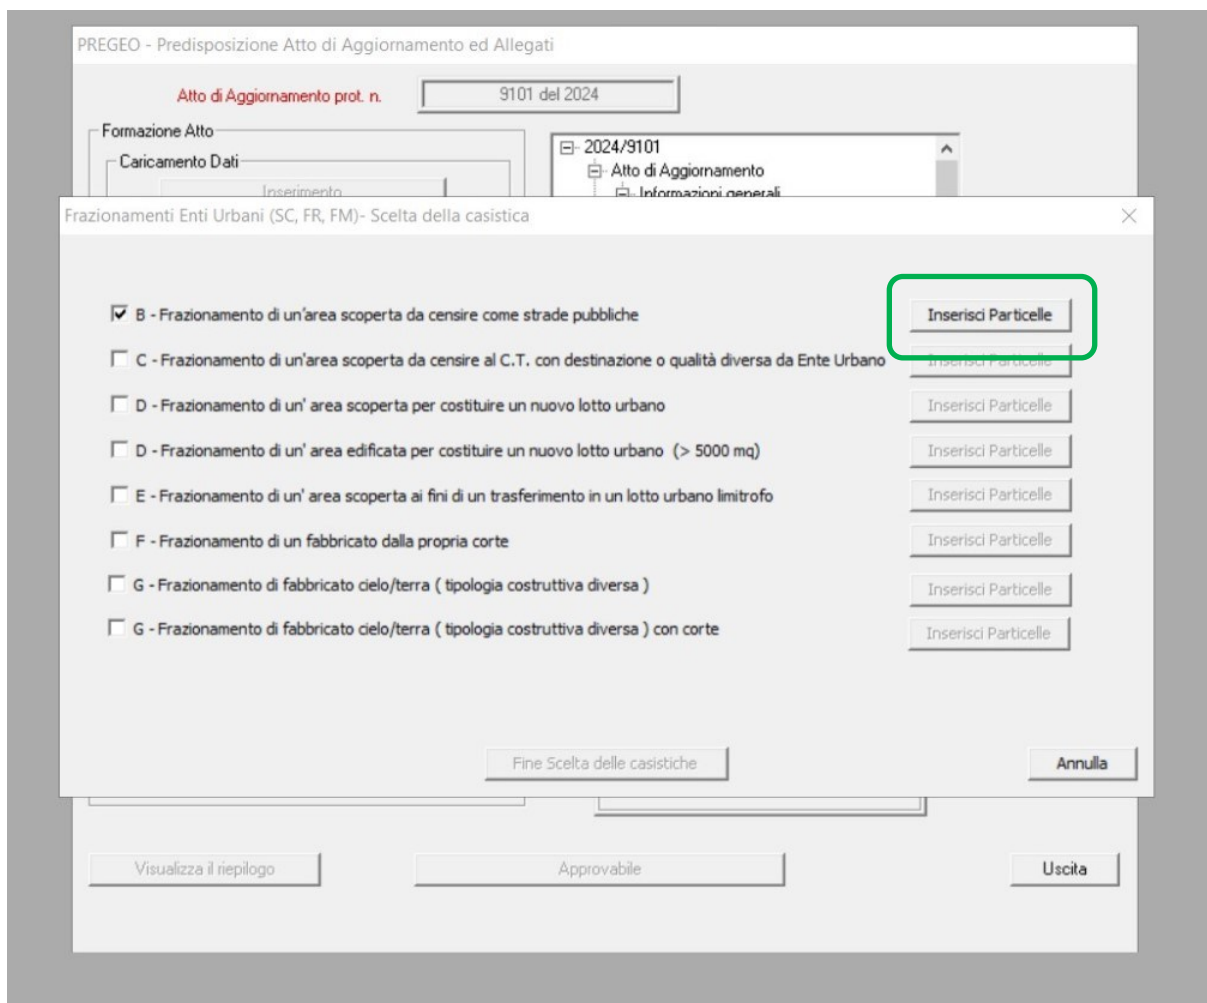 PREGEO - Predisposizione Atto di Aggiornamento ed Allegati
Atto di Aggiornamento prot. n. 9101 del 2024
Formazione Atto
Caricamento Dati
Inserimento
2024/9101
Atto di Aggiornamento
Informazioni generali
Frazionamenti Enti Urbani (SC, FR, FM)- Scelta della casistica
B - Frazionamento di un'area scoperta da censire come strade pubbliche Inserisci Particelle
C - Frazionamento di un'area scoperta da censire al C.T. con destinazione o qualità diversa da Ente Urbano Inserisci Particelle
D - Frazionamento di un' area scoperta per costituire un nuovo lotto urbano Inserisci Particelle
D - Frazionamento di un' area edificata per costituire un nuovo lotto urbano (> 5000 mq) Inserisci Particelle
E - Frazionamento di un' area scoperta ai fini di un trasferimento in un lotto urbano limitrofo Inserisci Particelle
F - Frazionamento di un fabbricato dalla propria corte Inserisci Particelle
G - Frazionamento di fabbricato cielo/terra ( tipologia costruttiva diversa ) Inserisci Particelle
G - Frazionamento di fabbricato cielo/terra ( tipologia costruttiva diversa ) con corte Inserisci Particelle
Fine Scelta delle casistiche Annulla
Visualizza il riepilogo Approvabile Uscita